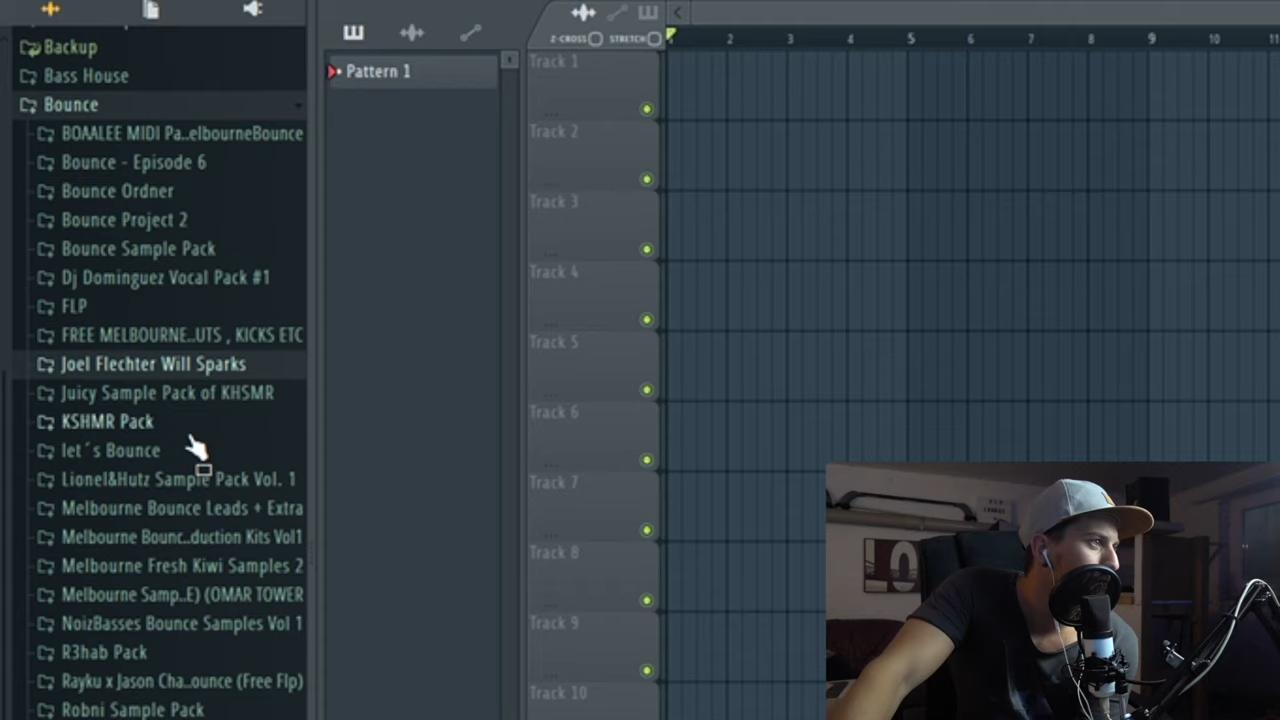 Backup
Bass House
Bounce
BOAALEE MIDI Pa..elbourneBounce
Bounce - Episode 6
Bounce Ordner
Bounce Project 2
Bounce Sample Pack
Dj Dominguez Vocal Pack #1
FLP
FREE MELBOURNE..UTS , KICKS ETC
Joel Flechter Will Sparks
Juicy Sample Pack of KHSMR
KSHMR Pack
let´s Bounce
Lionel&Hutz Sample Pack Vol. 1
Melbourne Bounce Leads + Extra
Melbourne Bounc..duction Kits Vol1
Melbourne Fresh Kiwi Samples 2
Melbourne Samp..E) (OMAR TOWER
NoizBasses Bounce Samples Vol 1
R3hab Pack
Rayku x Jason Cha..ounce (Free Flp)
Robni Sample Pack
Pattern 1
Z-CROSS STRETCH
2 3 4 5 6 7 8 9 10 11
Track 1
Track 2
Track 3
Track 4
Track 5
Track 6
Track 7
Track 8
Track 9
Track 10